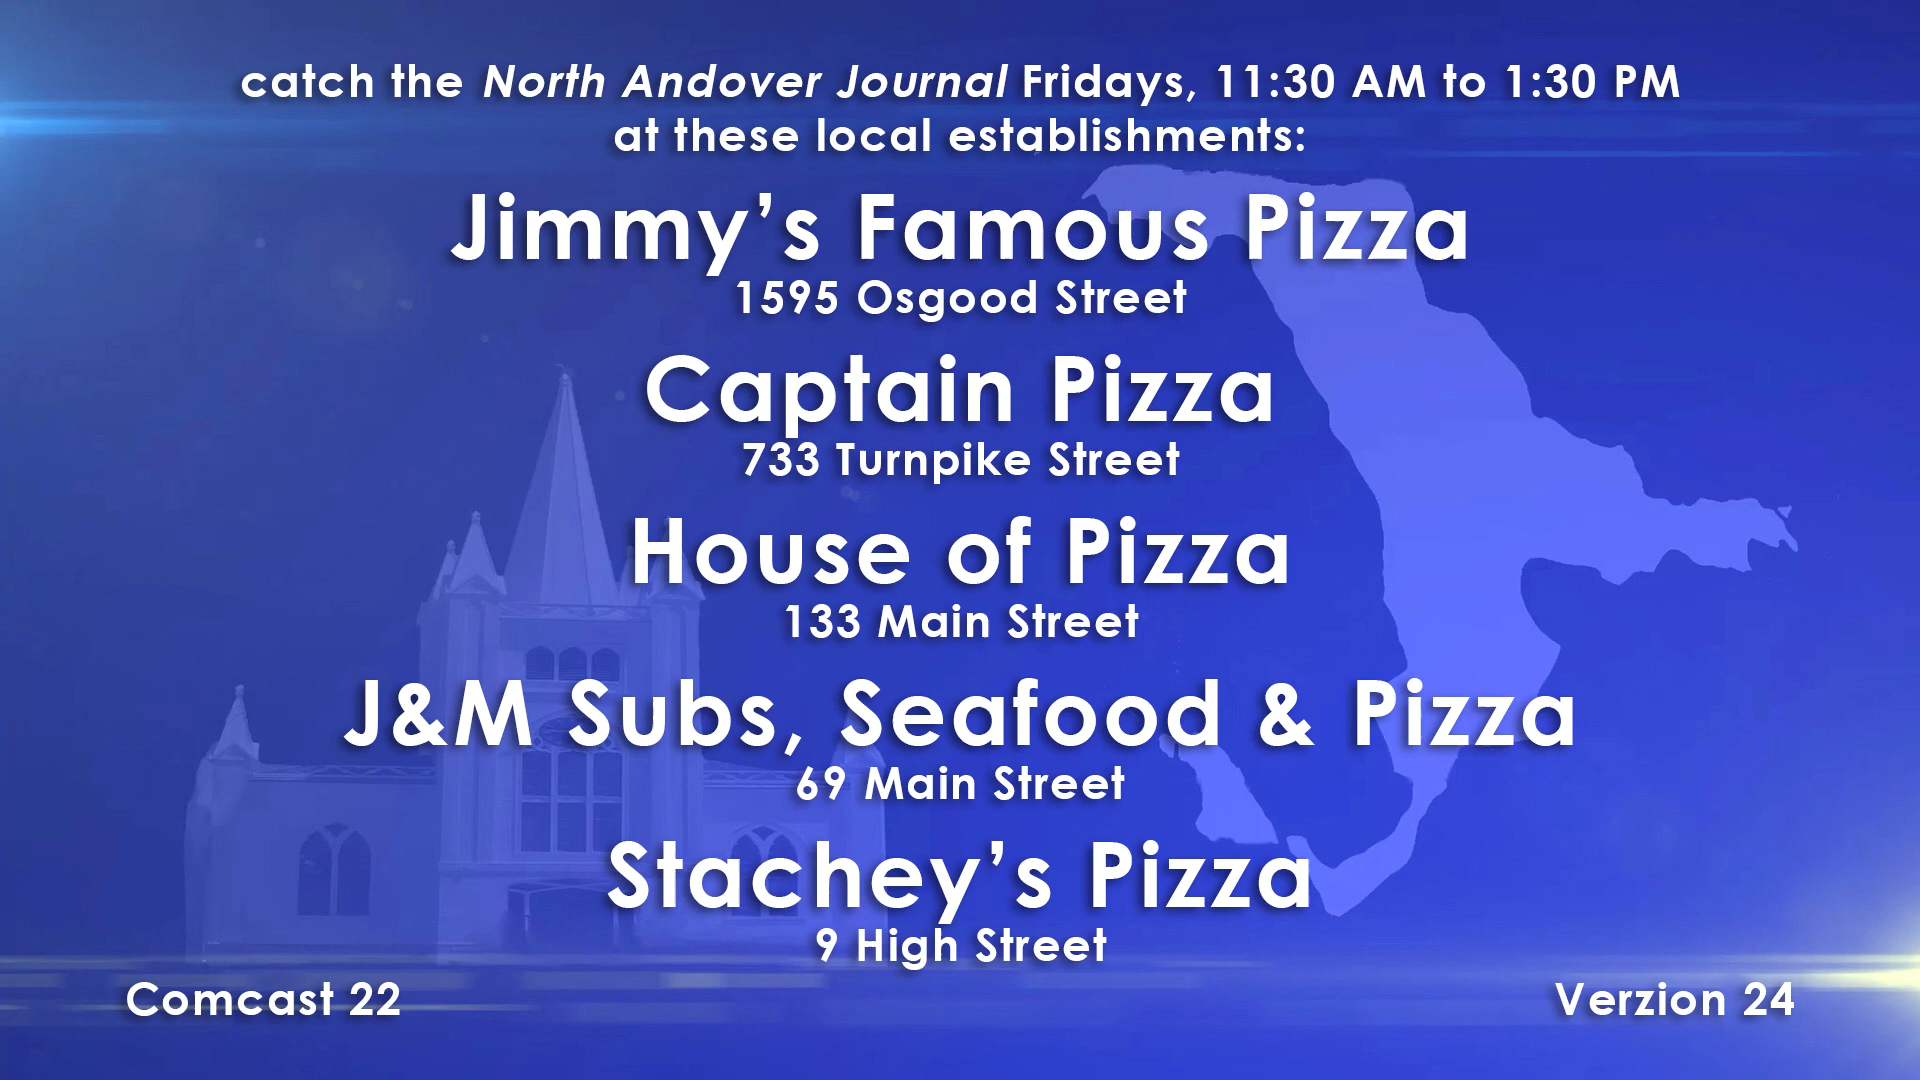 catch the North Andover Journal Fridays, 11:30 AM to 1:30 PM
at these local establishments:
Jimmy’s Famous Pizza
1595 Osgood Street
Captain Pizza
733 Turnpike Street
House of Pizza
133 Main Street
J&M Subs, Seafood & Pizza
69 Main Street
Stachey’s Pizza
9 High Street
Comcast 22
Verzion 24